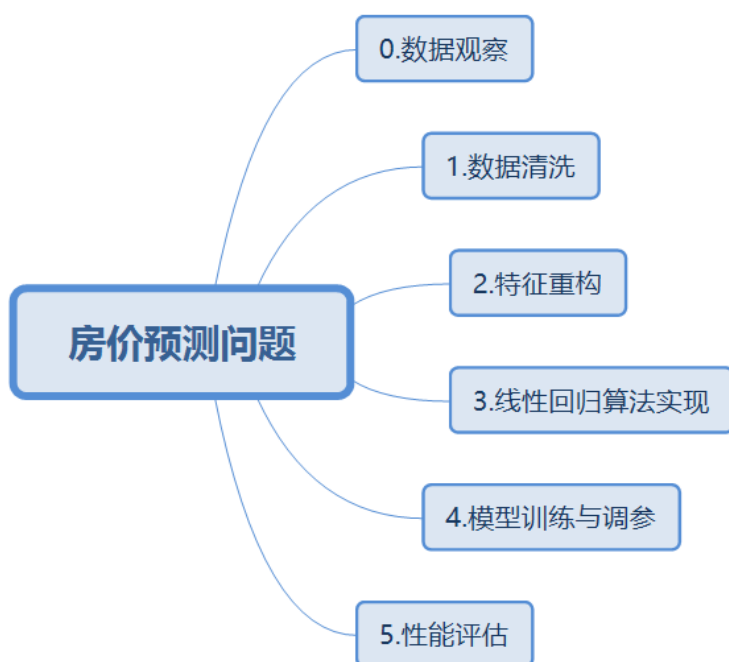 0.数据观察
1.数据清洗
2.特征重构
房价预测问题
3.线性回归算法实现
4.模型训练与调参
5.性能评估